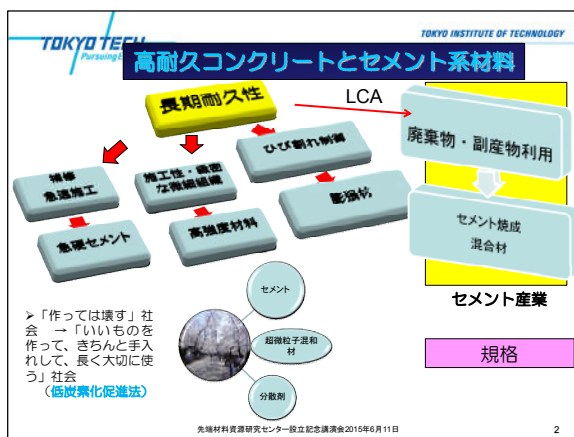 TOKYO TECH
Pursuing
TOKYO INSTITUTE OF TECHNOLOGY
高耐久コンクリートとセメント系材料
長期耐久性
LCA
廃棄物・副産物利用
ひび割れ制御
補修
急速施工
施工性・緻密
な微細組織
膨張材
急硬セメント
高強度材料
セメント焼成
混合材
セメント産業
セメント
超微粒子混和
材
分散剤
➢「作っては壊す」社
会 →「いいものを
作って、きちんと手入
れして、長く大切に使
う」社会
(低炭素化促進法)
規格
先端材料資源研究センター設立記念講演会2015年6月11日
2